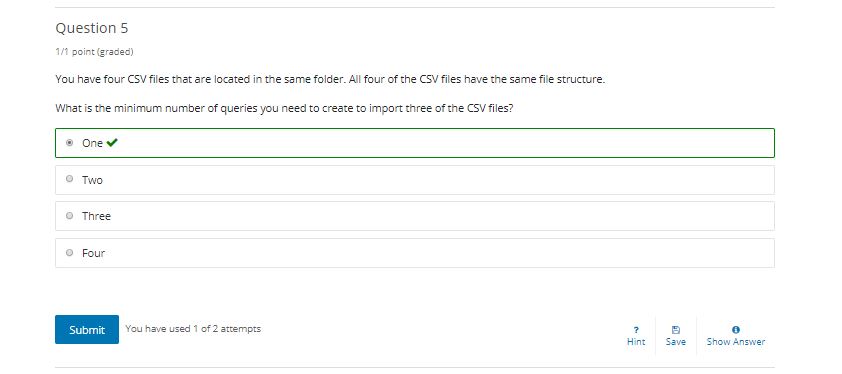 Question 5
1/1 point (graded)
You have four CSV files that are located in the same folder. All four of the CSV files have the same file structure.
What is the minimum number of queries you need to create to import three of the CSV files?
One
Two
Three
Four
Submit You have used 1 of 2 attempts
Hint Save Show Answer